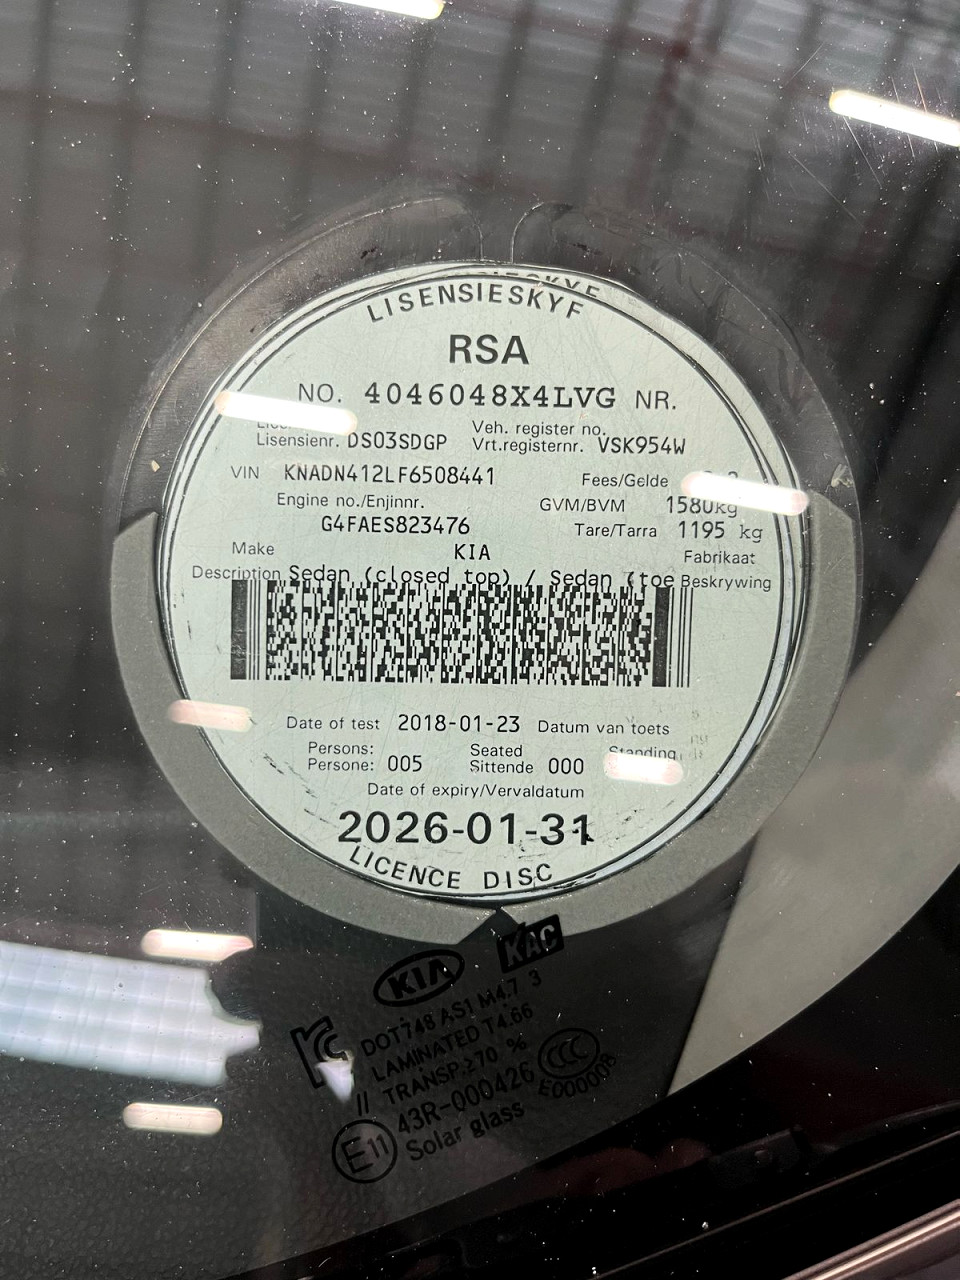 LISENSIESKYF
RSA
NO. 4046048X4LVG NR.
Veh. register no.
Lisensienr. DS03SDGP Vrt.registernr. VSK954W
VIN KNADN412LF6508441 Fees/Gelde
Engine no./Enjinnr. GVM/BVM 1580kg
G4FAES823476 Tare/Tarra 1195 kg
Make KIA Fabrikaat
Description Sedan (closed top) / Sedan (toe Beskrywing
Date of test 2018-01-23 Datum van toets
Persons: Seated Standing
Persone: 005 Sittende 000
Date of expiry/Vervaldatum
2026-01-31
LICENCE DISC
KIA KAC
DOT748 AS1 M4.7 3
LAMINATED T4.66
TRANSP.≥70 %
// 43R-000426 E000008
E11 Solar glass